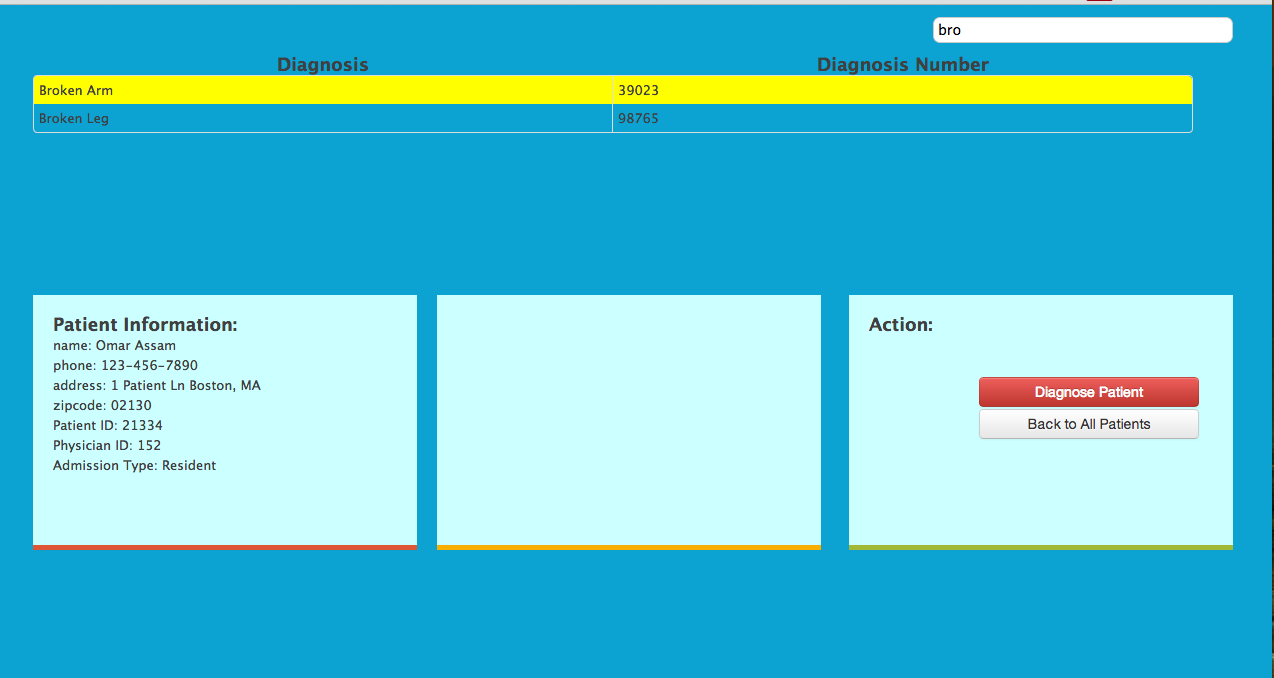 bro
Diagnosis Diagnosis Number
Broken Arm 39023
Broken Leg 98765
Patient Information:
name: Omar Assam
phone: 123-456-7890
address: 1 Patient Ln Boston, MA
zipcode: 02130
Patient ID: 21334
Physician ID: 152
Admission Type: Resident
Action:
Diagnose Patient
Back to All Patients